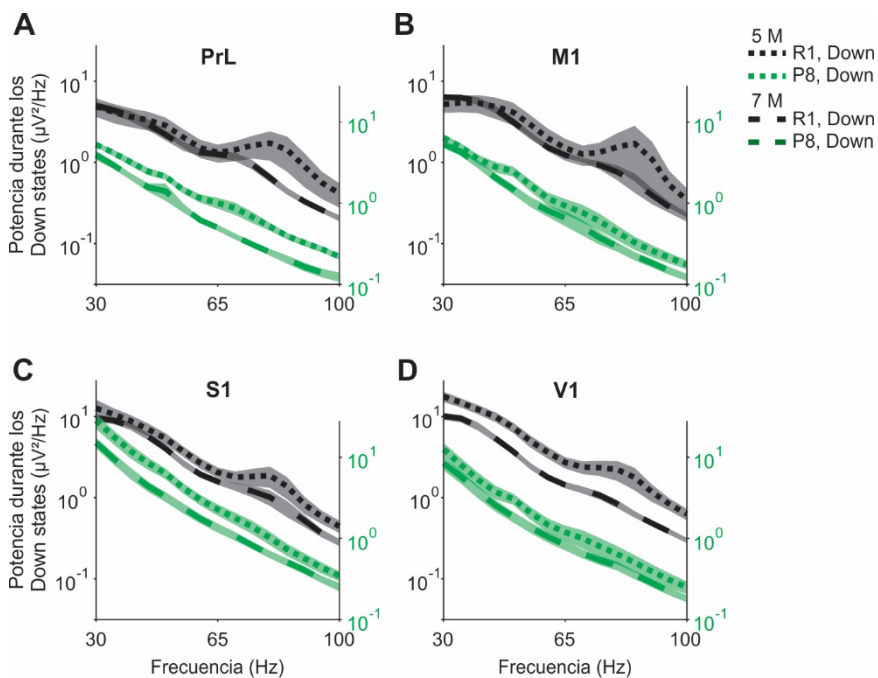 A
PrL
Potencia durante los
Down states (µV²/Hz)
10¹
10⁰
10⁻¹
10¹
10⁰
10⁻¹
30
65
100
B
M1
10¹
10⁰
10⁻¹
10¹
10⁰
10⁻¹
30
65
100
5 M
R1, Down
P8, Down
7 M
R1, Down
P8, Down
C
S1
Potencia durante los
Down states (µV²/Hz)
10¹
10⁰
10⁻¹
10¹
10⁰
10⁻¹
30
65
100
Frecuencia (Hz)
D
V1
10¹
10⁰
10⁻¹
10¹
10⁰
10⁻¹
30
65
100
Frecuencia (Hz)